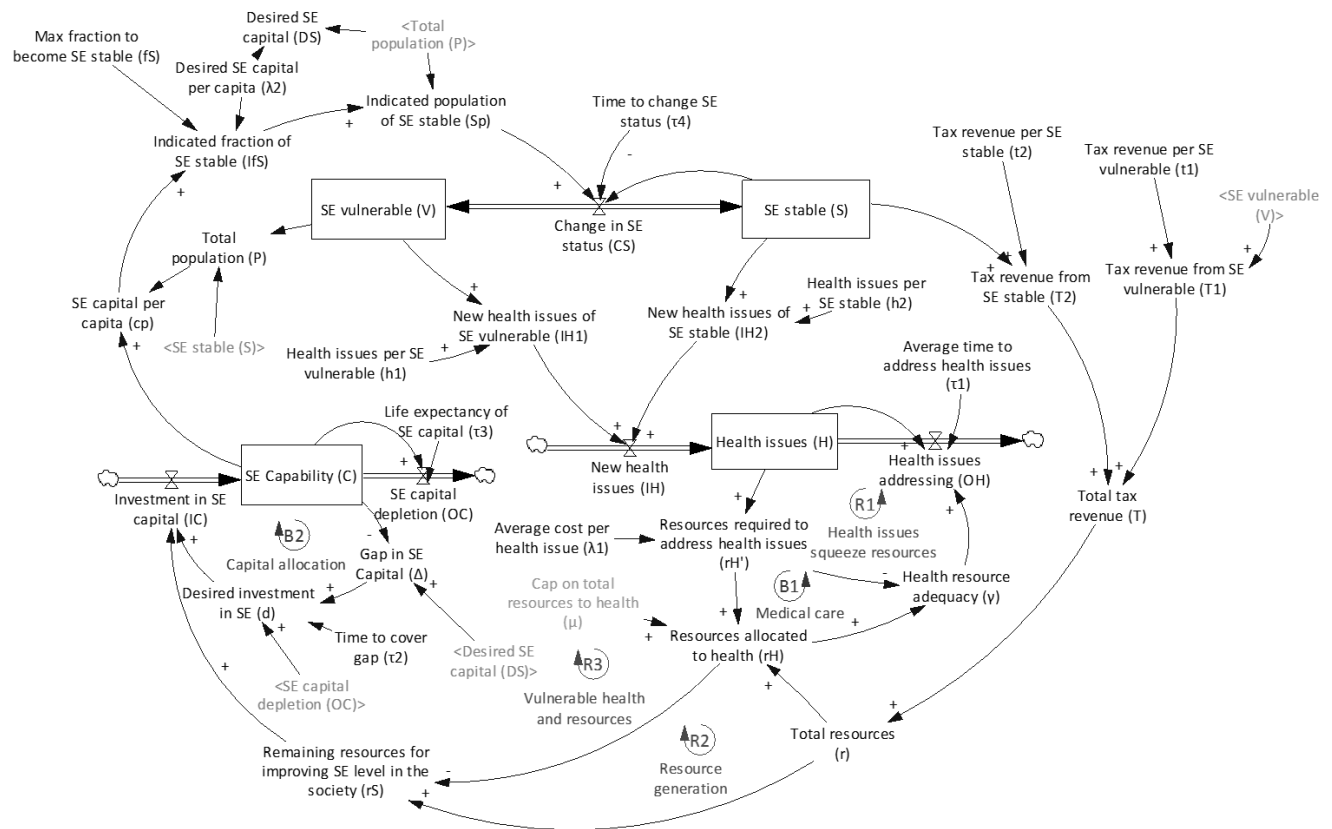 Desired SE
capital (DS)
<Total
population (P)>
Max fraction to
become SE stable (fS)
Desired SE capital
per capita (λ2)
Indicated population
of SE stable (Sp)
Time to change SE
status (τ4)
Tax revenue per SE
stable (t2)
Tax revenue per SE
vulnerable (t1)
Indicated fraction of
SE stable (IfS)
+
-
+
+
SE vulnerable (V)
Change in SE
status (CS)
+
SE stable (S)
<SE vulnerable
(V)>
Total
population (P)
+
+
+
+
Tax revenue from
SE stable (T2)
Tax revenue from SE
vulnerable (T1)
SE capital per
capita (cp)
+
+
+
Health issues per
SE stable (h2)
New health issues of
SE vulnerable (IH1)
New health issues of
SE stable (IH2)
+
<SE stable (S)>
+
Health issues per SE
vulnerable (h1)
+
Average time to
address health issues
(τ1)
Life expectancy of
SE capital (τ3)
+
+
SE Capability (C)
+
Health issues (H)
+
Investment in SE
capital (IC)
SE capital
depletion (OC)
New health
issues (IH)
Health issues
addressing (OH)
+
+
Total tax
revenue (T)
+
B2
Capital allocation
-
Gap in SE
Capital (Δ)
Average cost per
health issue (λ1)
+
Resources required to
address health issues
(rH')
R1
Health issues
squeeze resources
+
-
Health resource
adequacy (γ)
Desired investment
in SE (d)
+
+
+
Time to cover
gap (τ2)
Cap on total
resources to health
(μ)
B1
Medical care
+
+
+
Resources allocated
to health (rH)
<SE capital
depletion (OC)>
<Desired SE
capital (DS)>
R3
Vulnerable health
and resources
+
+
+
R2
Resource
generation
Total resources
(r)
Remaining resources for
improving SE level in the
society (rS)
-
+